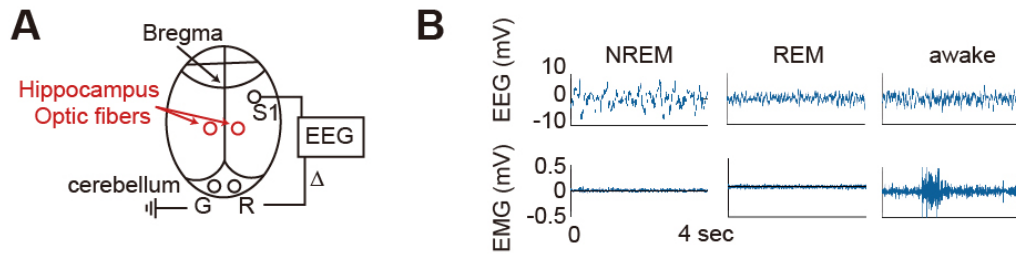 A
Bregma
Hippocampus
Optic fibers
S1
EEG
cerebellum
Δ
G R
B
NREM REM awake
EEG (mV)
10
0
-10
EMG (mV)
0.5
0
-0.5
0 4 sec